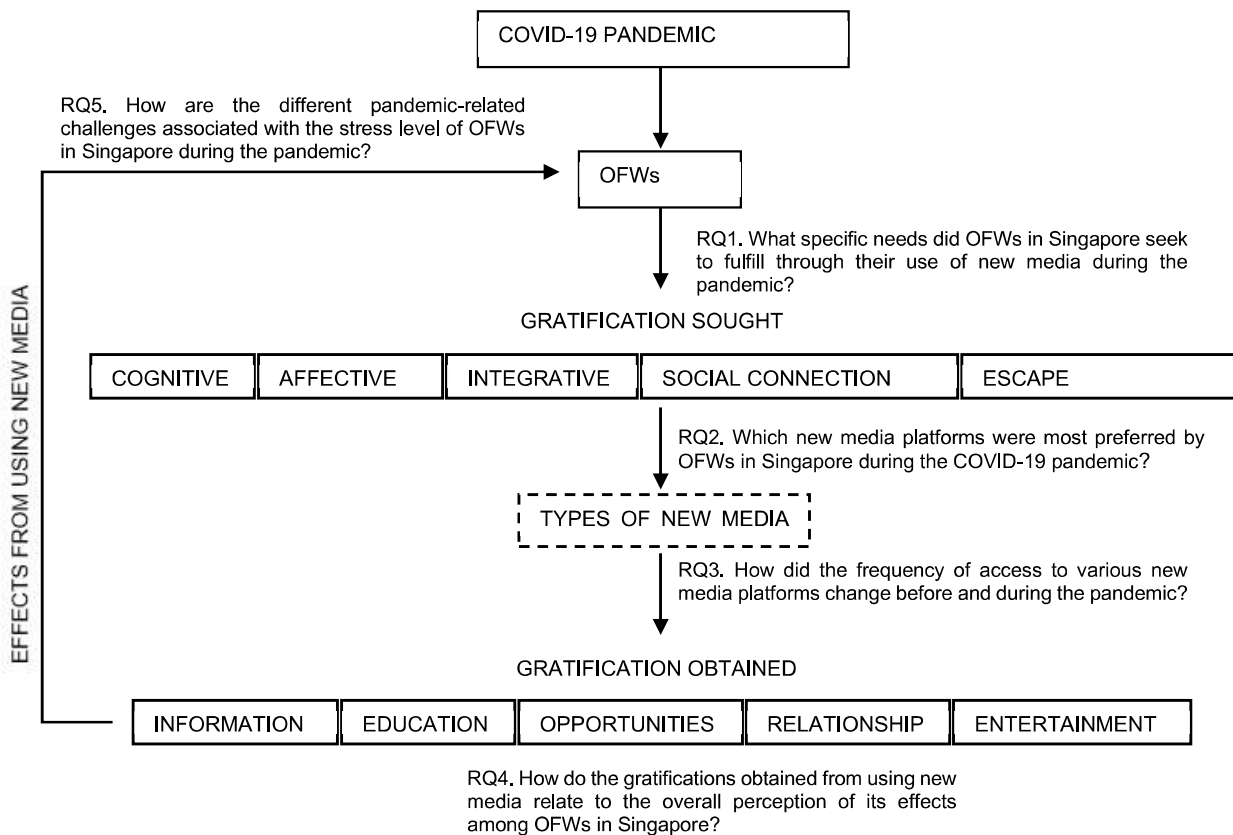 COVID-19 PANDEMIC
RQ5. How are the different pandemic-related
challenges associated with the stress level of OFWs
in Singapore during the pandemic?
OFWs
RQ1. What specific needs did OFWs in Singapore seek
to fulfill through their use of new media during the
pandemic?
EFFECTS FROM USING NEW MEDIA
GRATIFICATION SOUGHT
COGNITIVE
AFFECTIVE
INTEGRATIVE
SOCIAL CONNECTION
ESCAPE
RQ2. Which new media platforms were most preferred by
OFWs in Singapore during the COVID-19 pandemic?
TYPES OF NEW MEDIA
RQ3. How did the frequency of access to various new
media platforms change before and during the pandemic?
GRATIFICATION OBTAINED
INFORMATION
EDUCATION
OPPORTUNITIES
RELATIONSHIP
ENTERTAINMENT
RQ4. How do the gratifications obtained from using new
media relate to the overall perception of its effects
among OFWs in Singapore?